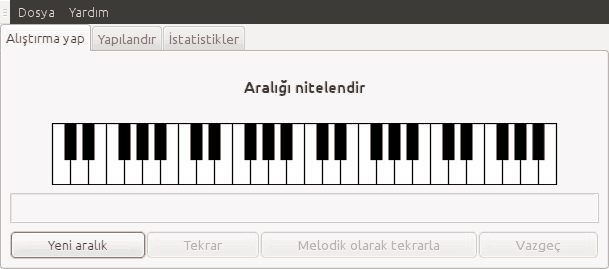 Dosya Yardım
Alıştırma yap Yapılandır İstatistikler
Aralığı nitelendir
Yeni aralık Tekrar Melodik olarak tekrarla Vazgeç